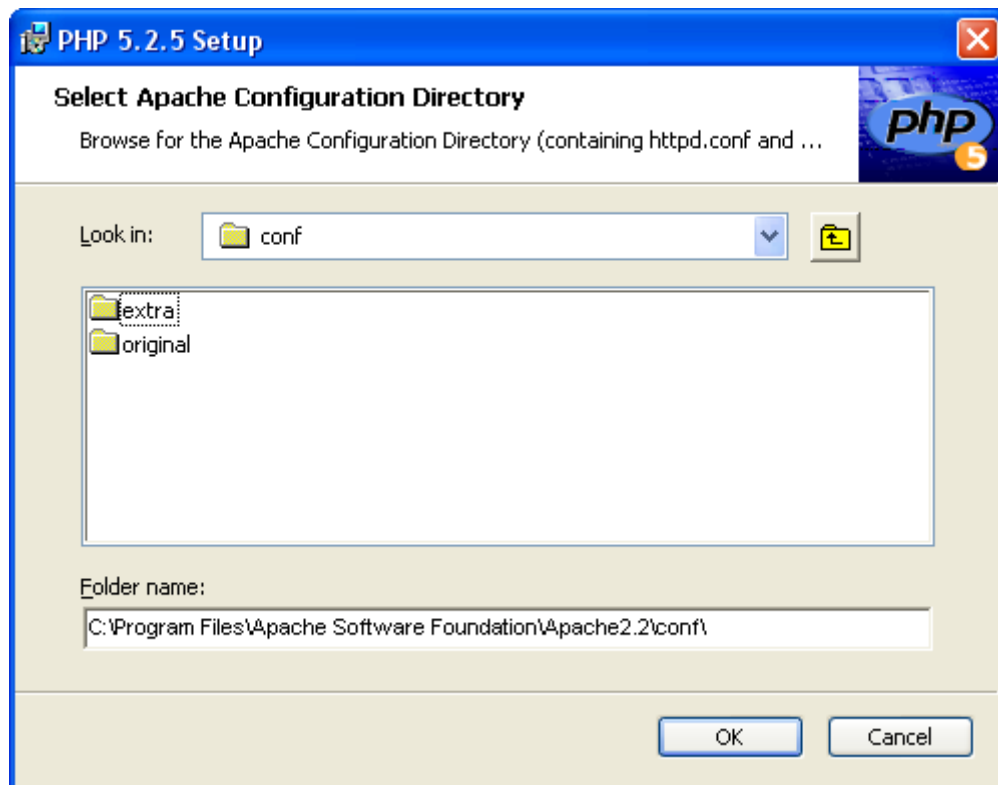 PHP 5.2.5 Setup
Select Apache Configuration Directory
Browse for the Apache Configuration Directory (containing httpd.conf and ...
php
5
Look in:
conf
extra
original
Folder name:
C:\Program Files\Apache Software Foundation\Apache2.2\conf\
OK Cancel